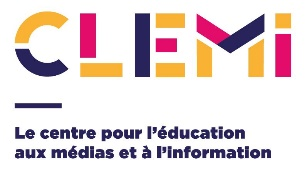 CLEMi
Le centre pour l'éducation
aux médias et à l'information